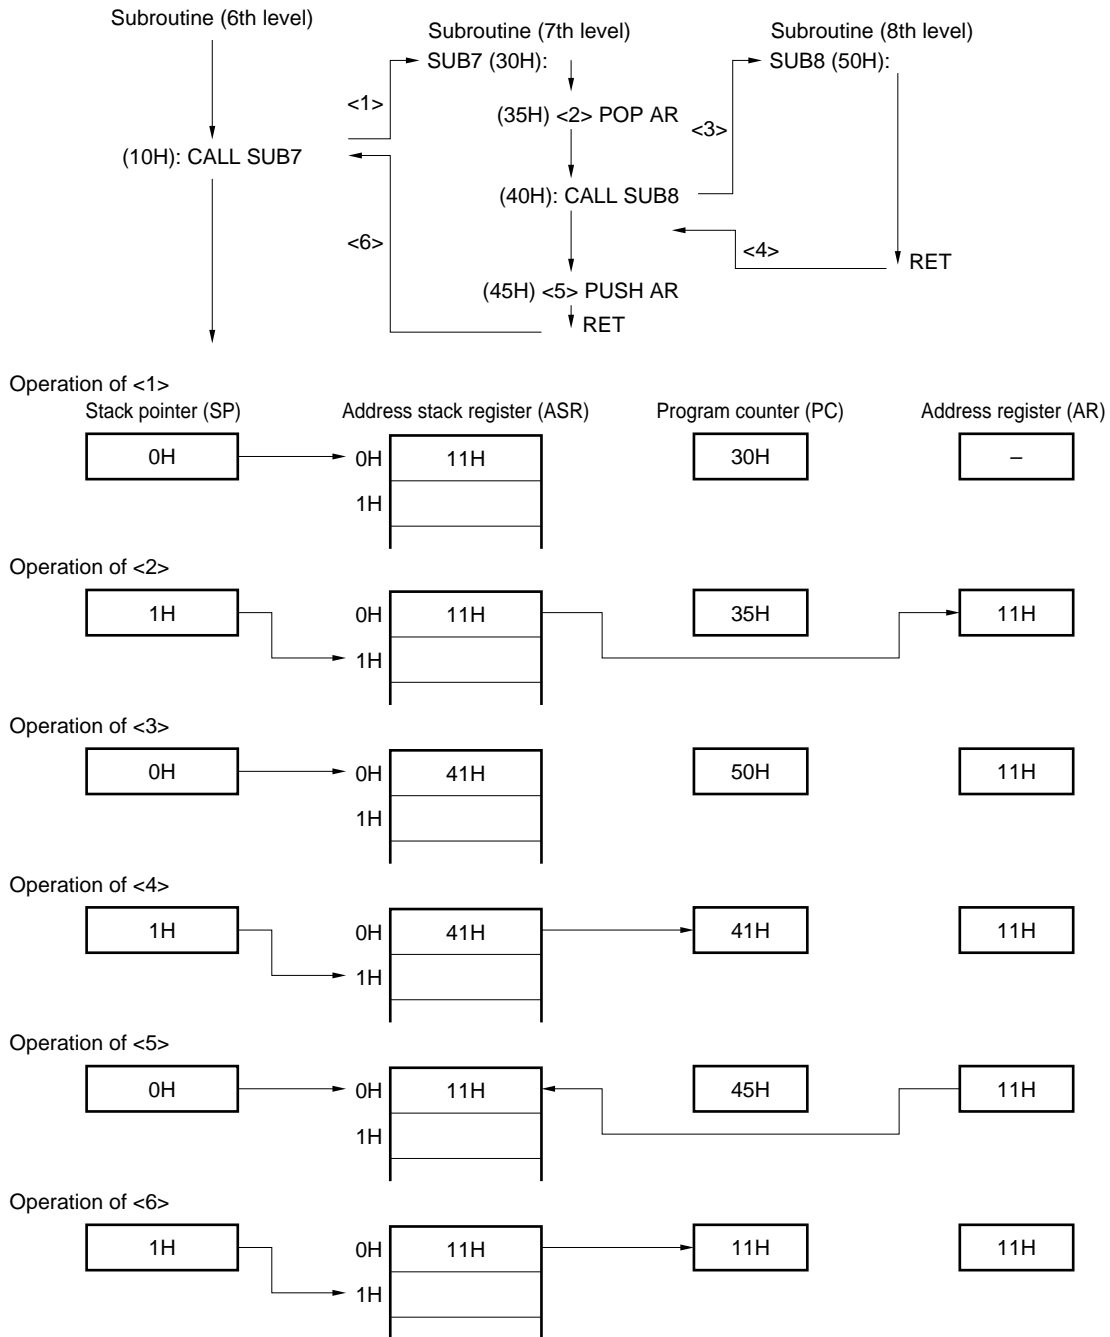 Subroutine (6th level)
Subroutine (7th level)
Subroutine (8th level)
SUB7 (30H):
SUB8 (50H):
<1>
(35H) <2> POP AR
<3>
(10H): CALL SUB7
(40H): CALL SUB8
<6>
<4>
RET
(45H) <5> PUSH AR
RET
Operation of <1>
Stack pointer (SP) Address stack register (ASR) Program counter (PC) Address register (AR)
0H 0H 11H 30H –
1H
Operation of <2>
1H 0H 11H 35H 11H
1H
Operation of <3>
0H 0H 41H 50H 11H
1H
Operation of <4>
1H 0H 41H 41H 11H
1H
Operation of <5>
0H 0H 11H 45H 11H
1H
Operation of <6>
1H 0H 11H 11H 11H
1H